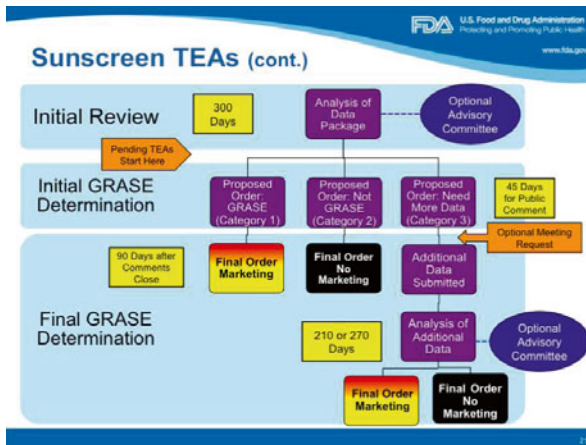 FDA U.S. Food and Drug Administration
Protecting and Promoting Public Health
www.fda.gov
Sunscreen TEAs (cont.)
Initial Review
300
Days
Analysis of
Data
Package
Optional
Advisory
Committee
Pending TEAs
Start Here
Initial GRASE
Determination
Proposed
Order:
GRASE
(Category 1)
Proposed
Order: Not
GRASE
(Category 2)
Proposed
Order: Need
More Data
(Category 3)
45 Days
for Public
Comment
Optional Meeting
Request
90 Days after
Comments
Close
Final Order
Marketing
Final Order
No
Marketing
Additional
Data
Submitted
Final GRASE
Determination
210 or 270
Days
Analysis of
Additional
Data
Optional
Advisory
Committee
Final Order
Marketing
Final Order
No
Marketing